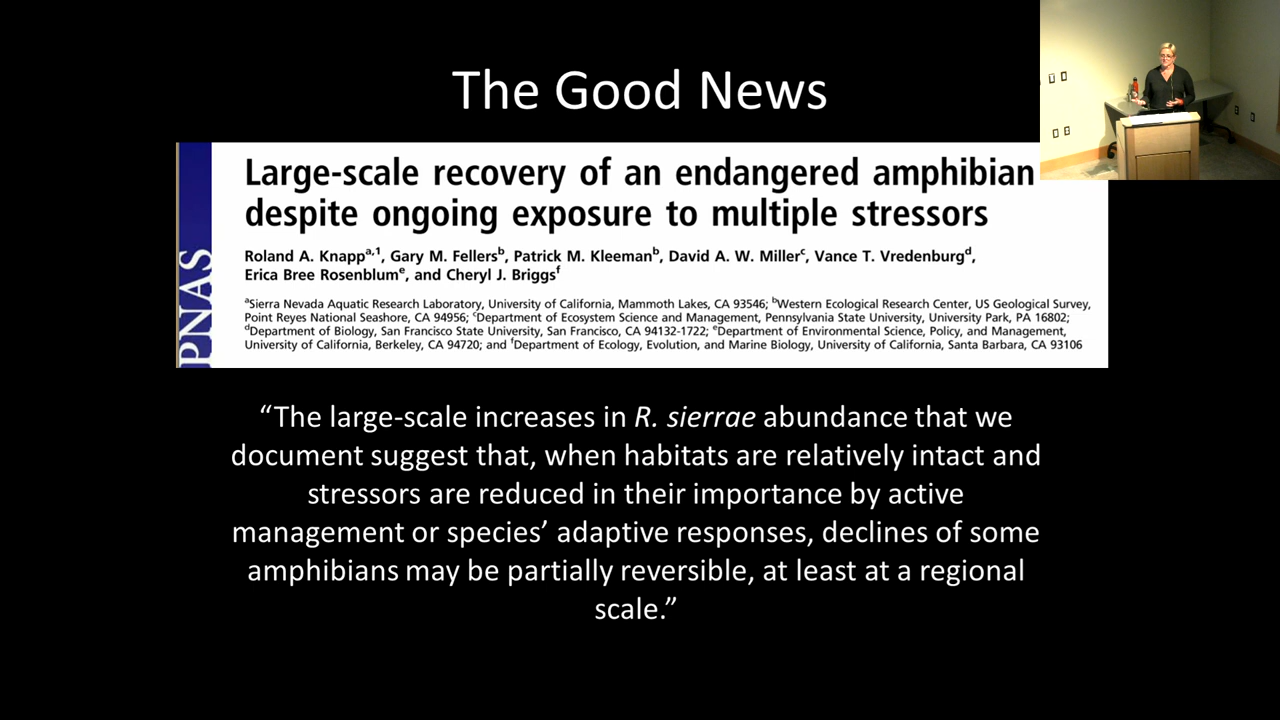 The Good News
PNAS
Large-scale recovery of an endangered amphibian
despite ongoing exposure to multiple stressors
Roland A. Knappa,1, Gary M. Fellersb, Patrick M. Kleemanb, David A. W. Millerc, Vance T. Vredenburgd,
Erica Bree Rosenblume, and Cheryl J. Briggsf
aSierra Nevada Aquatic Research Laboratory, University of California, Mammoth Lakes, CA 93546; bWestern Ecological Research Center, US Geological Survey,
Point Reyes National Seashore, CA 94956; cDepartment of Ecosystem Science and Management, Pennsylvania State University, University Park, PA 16802;
dDepartment of Biology, San Francisco State University, San Francisco, CA 94132-1722; eDepartment of Environmental Science, Policy, and Management,
University of California, Berkeley, CA 94720; and fDepartment of Ecology, Evolution, and Marine Biology, University of California, Santa Barbara, CA 93106
“The large-scale increases in R. sierrae abundance that we
document suggest that, when habitats are relatively intact and
stressors are reduced in their importance by active
management or species’ adaptive responses, declines of some
amphibians may be partially reversible, at least at a regional
scale.”